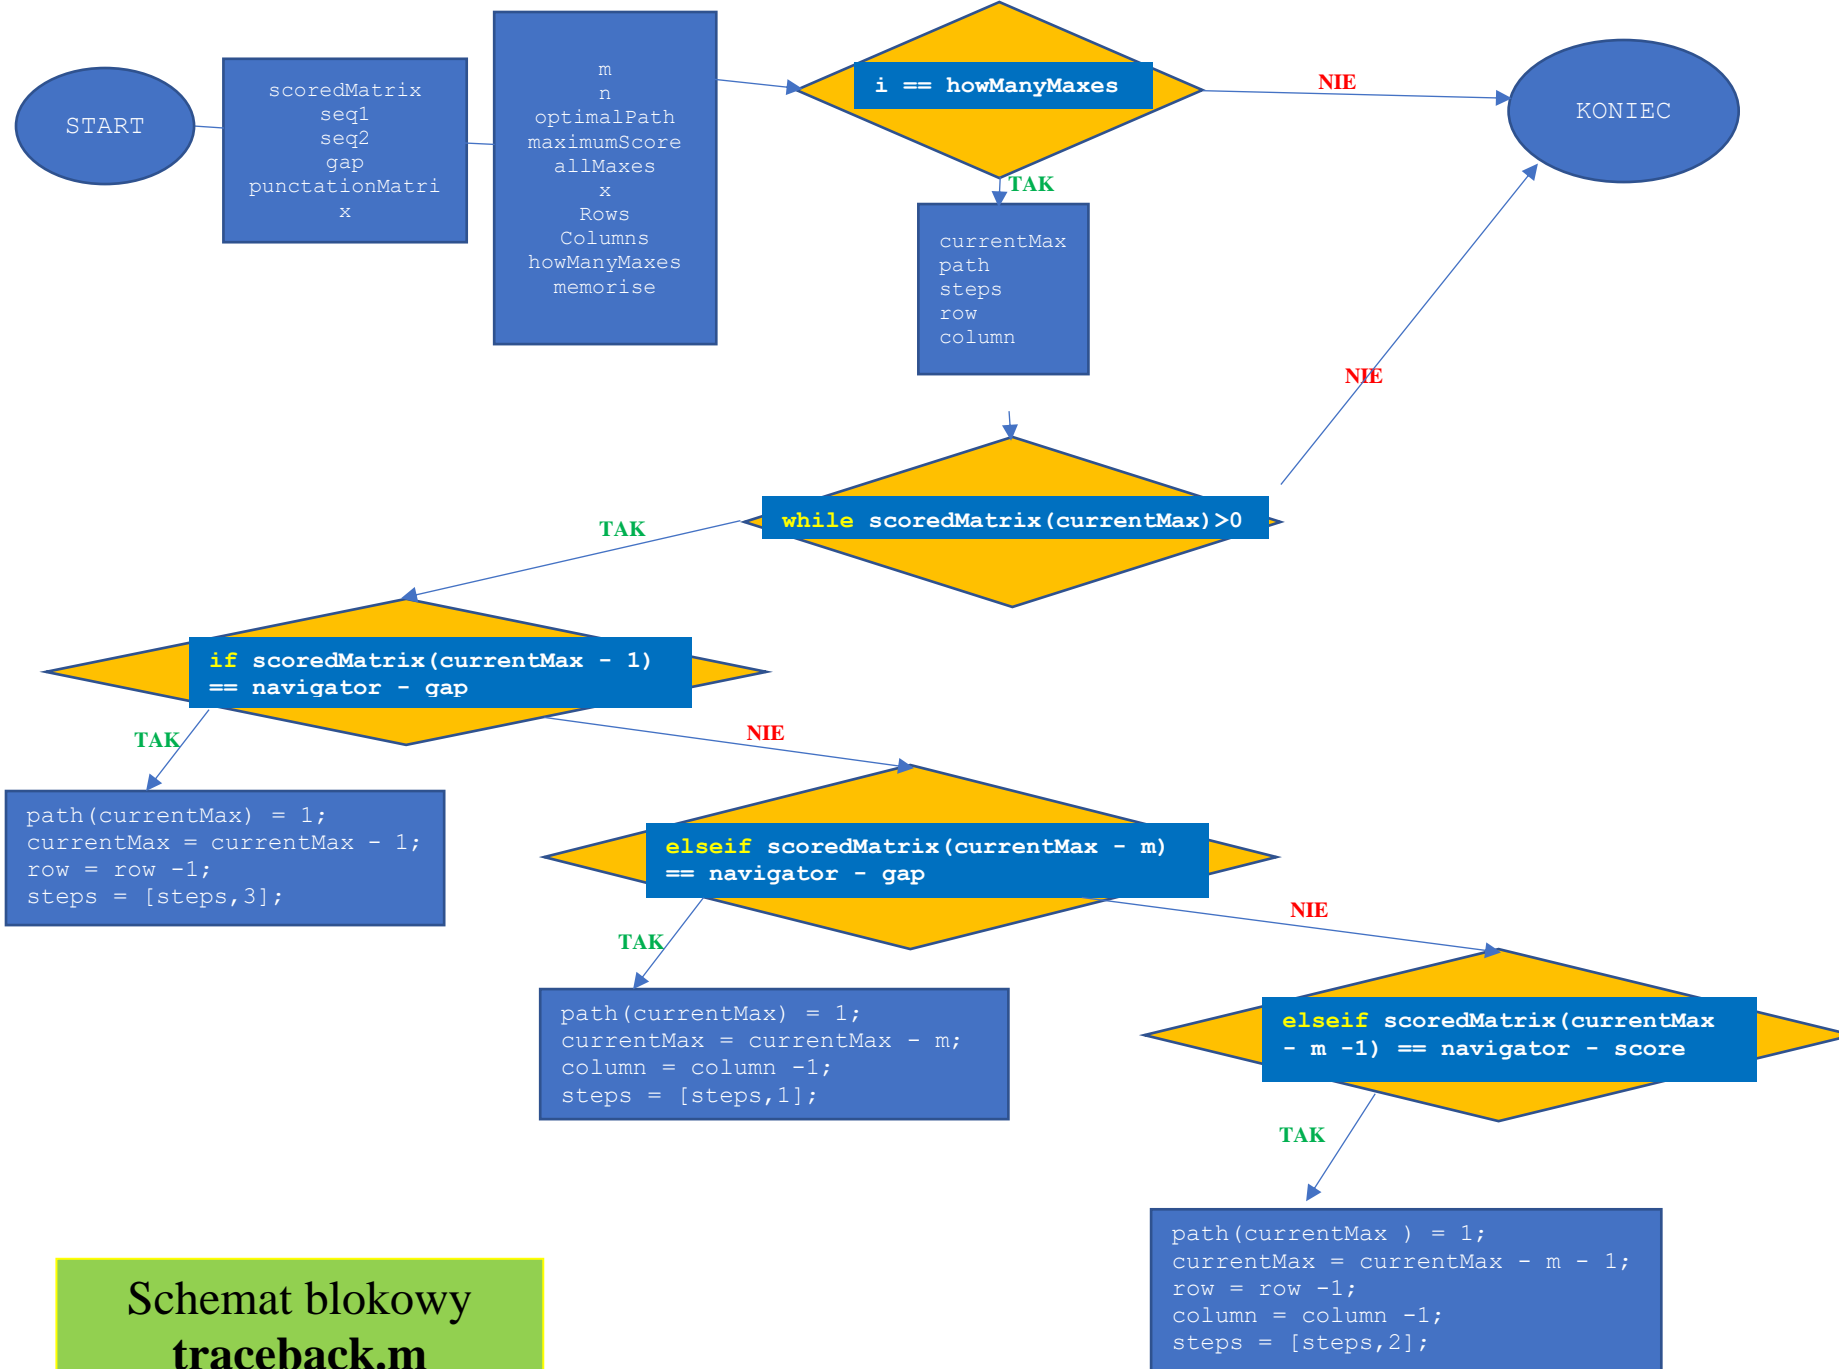 START
scoredMatrix
seq1
seq2
gap
punctationMatri
x
m
n
optimalPath
maximumScore
allMaxes
x
Rows
Columns
howManyMaxes
memorise
i == howManyMaxes
NIE
KONIEC
TAK
currentMax
path
steps
row
column
NIE
while scoredMatrix(currentMax)>0
TAK
if scoredMatrix(currentMax - 1)
== navigator - gap
TAK
NIE
path(currentMax) = 1;
currentMax = currentMax - 1;
row = row -1;
steps = [steps,3];
elseif scoredMatrix(currentMax - m)
== navigator - gap
TAK
NIE
path(currentMax) = 1;
currentMax = currentMax - m;
column = column -1;
steps = [steps,1];
elseif scoredMatrix(currentMax
- m -1) == navigator - score
TAK
path(currentMax ) = 1;
currentMax = currentMax - m - 1;
row = row -1;
column = column -1;
steps = [steps,2];
Schemat blokowy
traceback.m